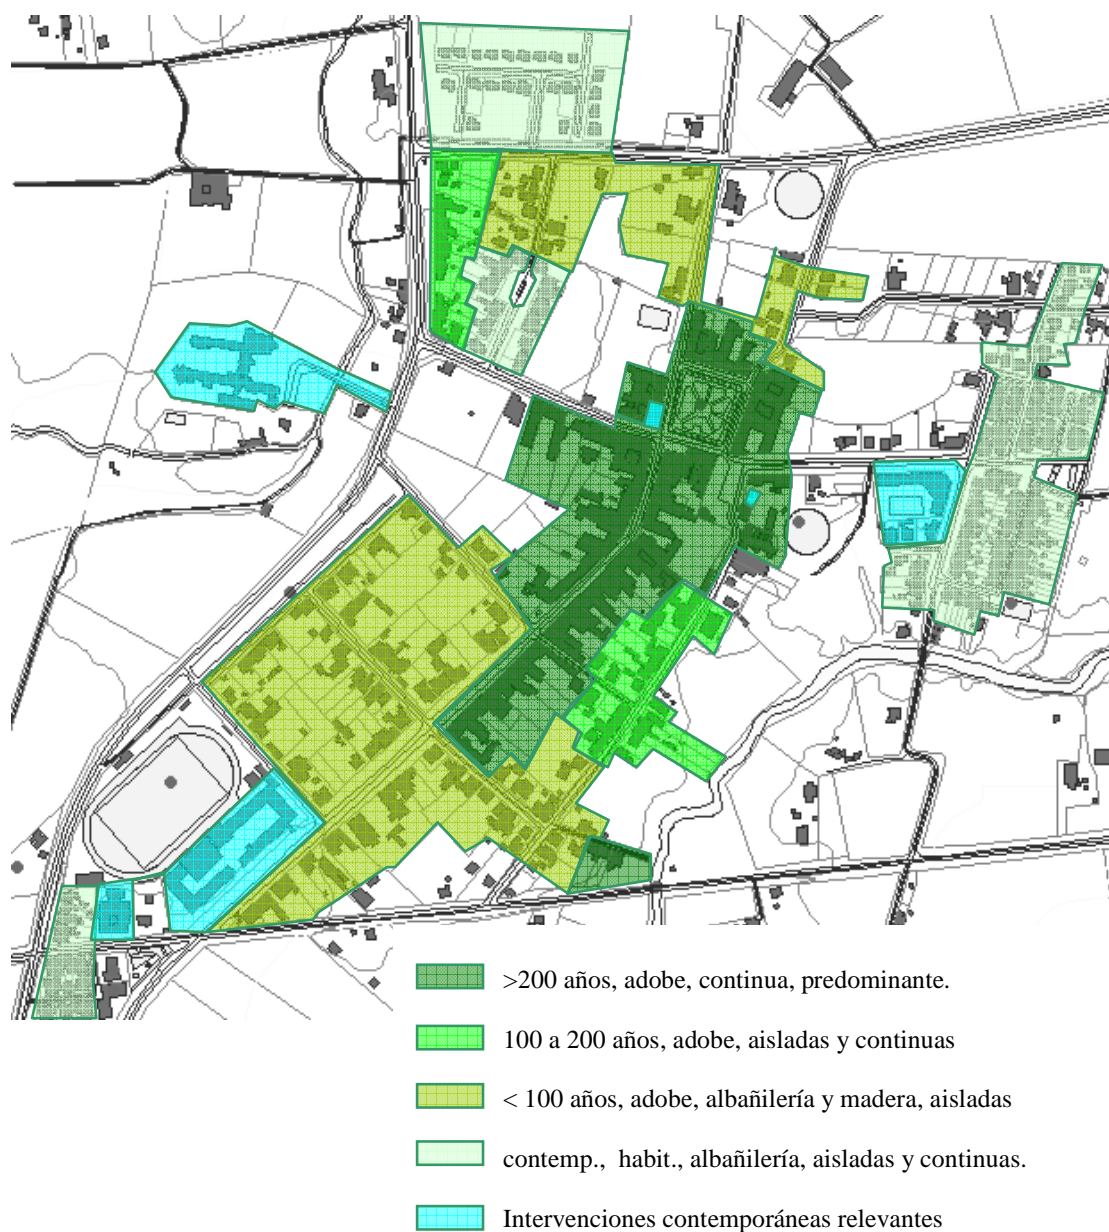 >200 años, adobe, continua, predominante.
100 a 200 años, adobe, aisladas y continuas
< 100 años, adobe, albañilería y madera, aisladas
contemp., habit., albañilería, aisladas y continuas.
Intervenciones contemporáneas relevantes